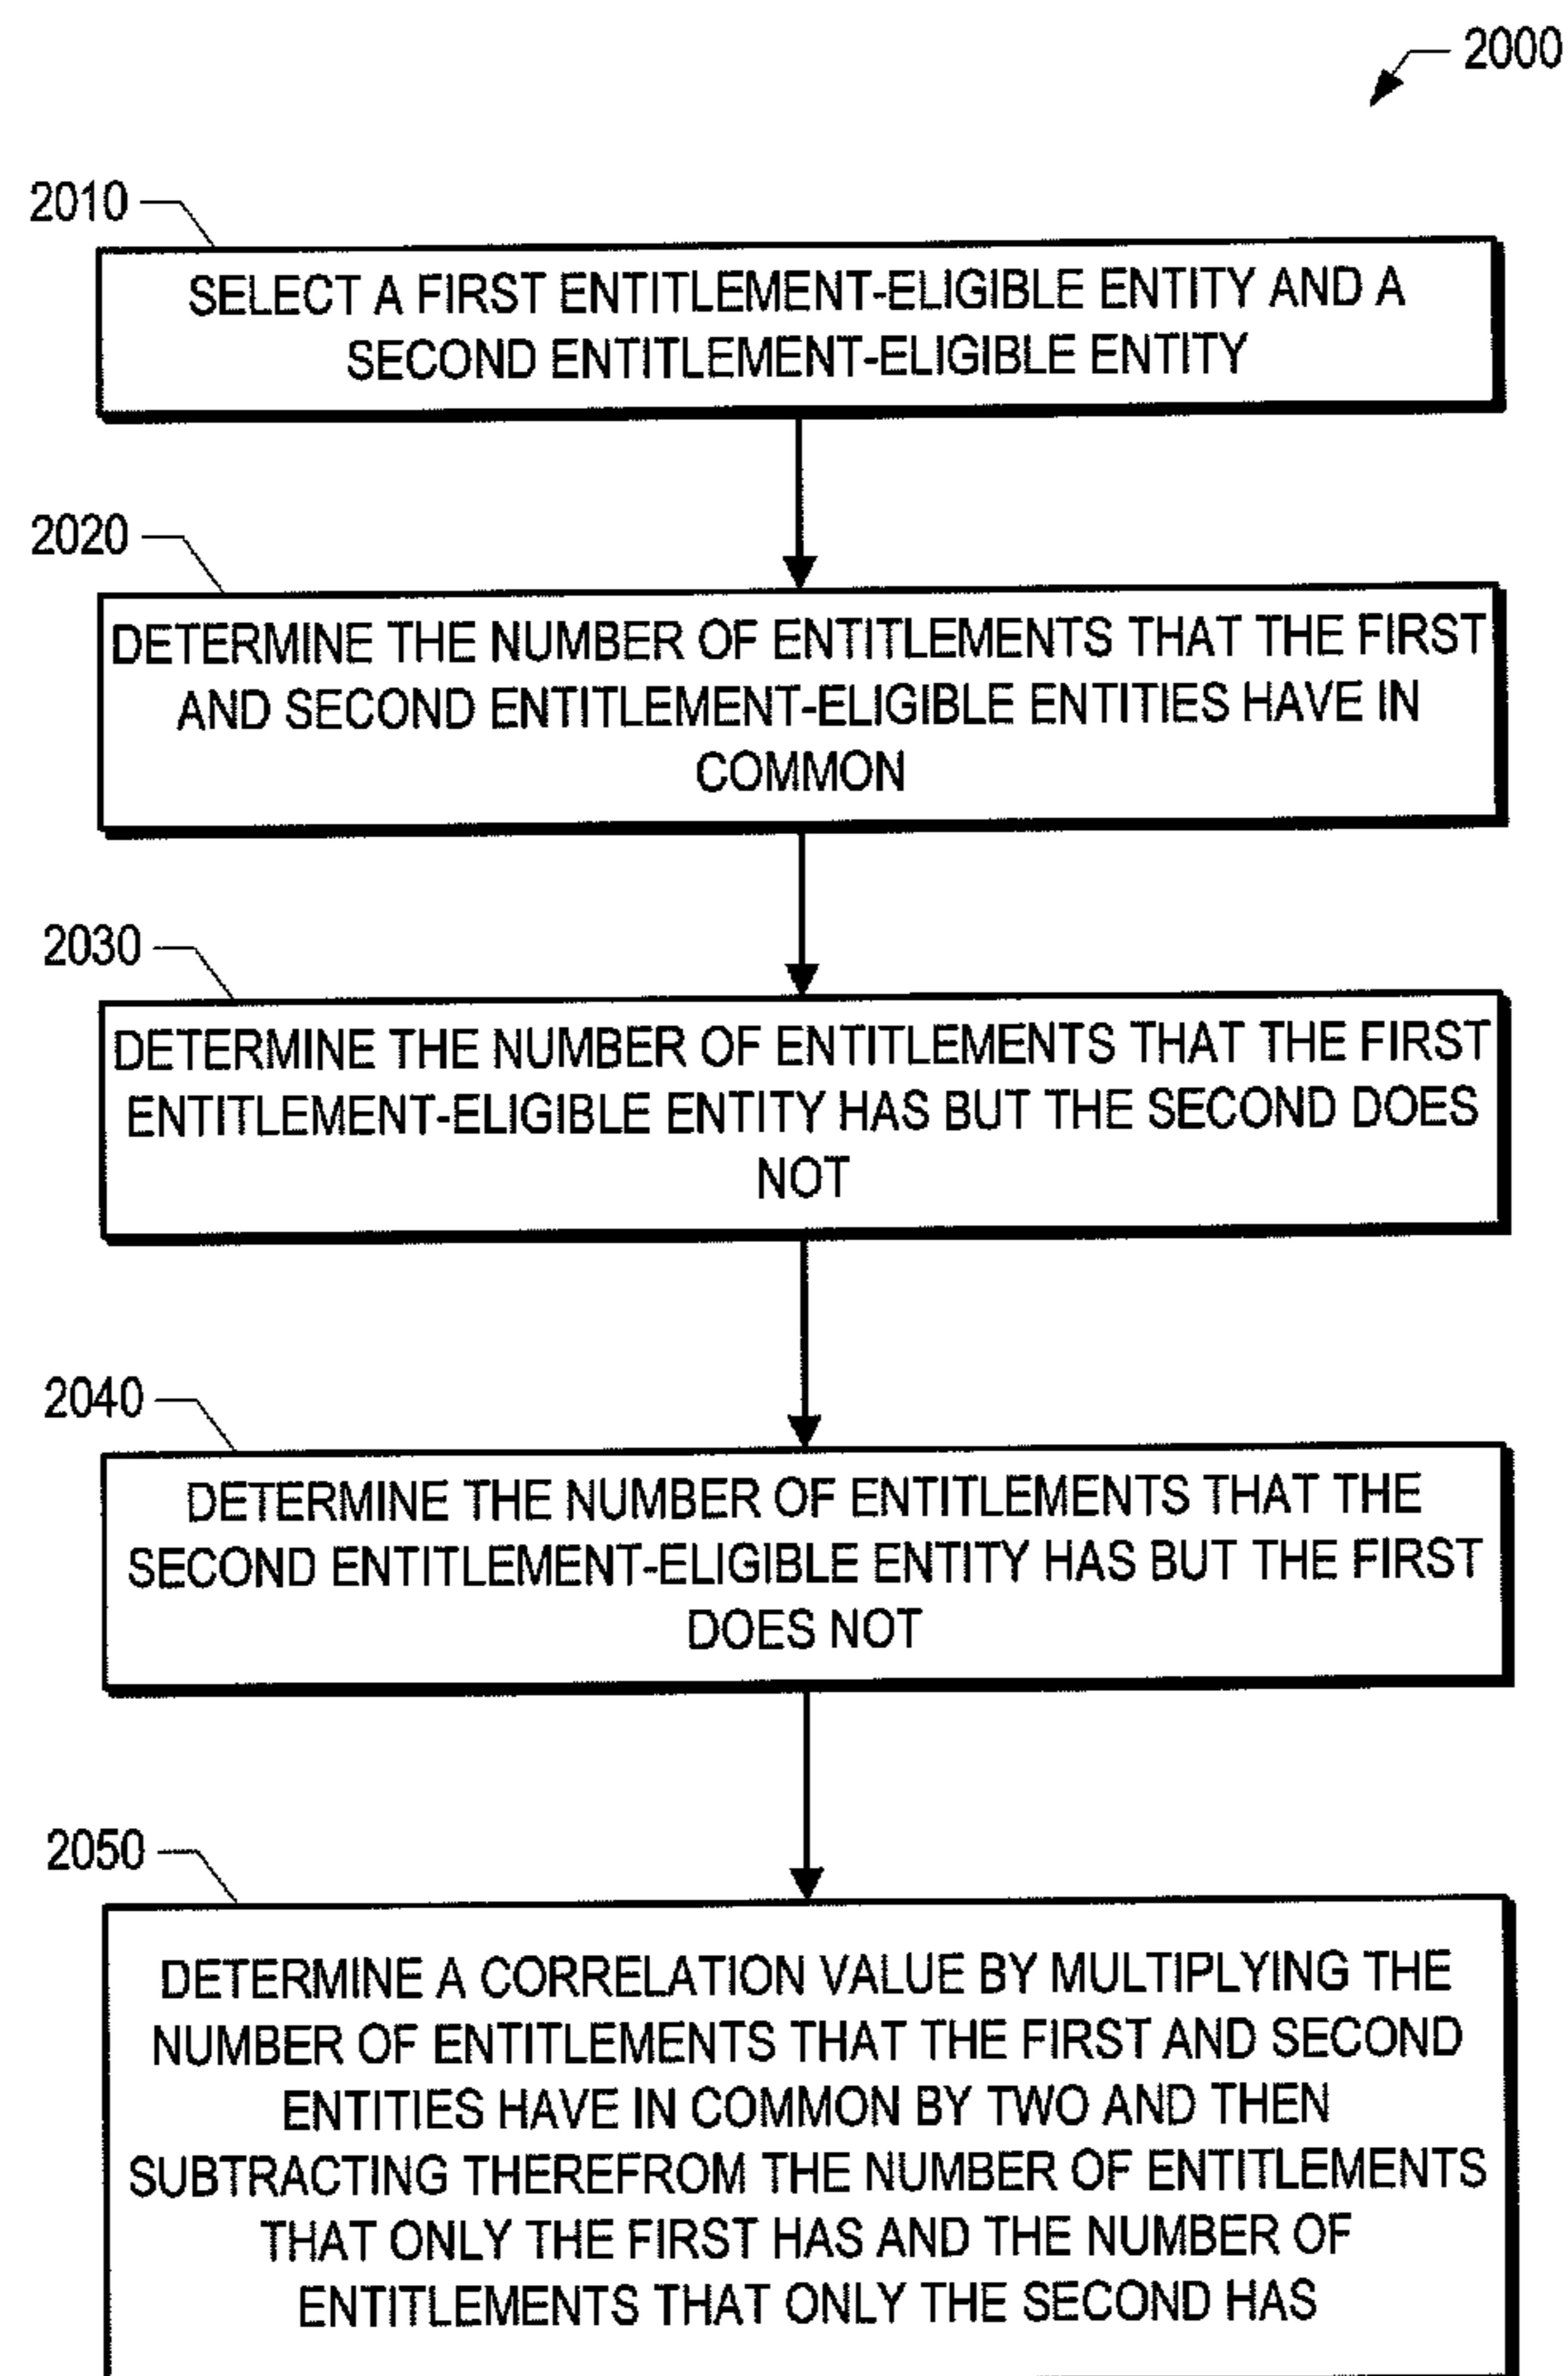 2000
2010
SELECT A FIRST ENTITLEMENT-ELIGIBLE ENTITY AND A
SECOND ENTITLEMENT-ELIGIBLE ENTITY
2020
DETERMINE THE NUMBER OF ENTITLEMENTS THAT THE FIRST
AND SECOND ENTITLEMENT-ELIGIBLE ENTITIES HAVE IN
COMMON
2030
DETERMINE THE NUMBER OF ENTITLEMENTS THAT THE FIRST
ENTITLEMENT-ELIGIBLE ENTITY HAS BUT THE SECOND DOES
NOT
2040
DETERMINE THE NUMBER OF ENTITLEMENTS THAT THE
SECOND ENTITLEMENT-ELIGIBLE ENTITY HAS BUT THE FIRST
DOES NOT
2050
DETERMINE A CORRELATION VALUE BY MULTIPLYING THE
NUMBER OF ENTITLEMENTS THAT THE FIRST AND SECOND
ENTITIES HAVE IN COMMON BY TWO AND THEN
SUBTRACTING THEREFROM THE NUMBER OF ENTITLEMENTS
THAT ONLY THE FIRST HAS AND THE NUMBER OF
ENTITLEMENTS THAT ONLY THE SECOND HAS